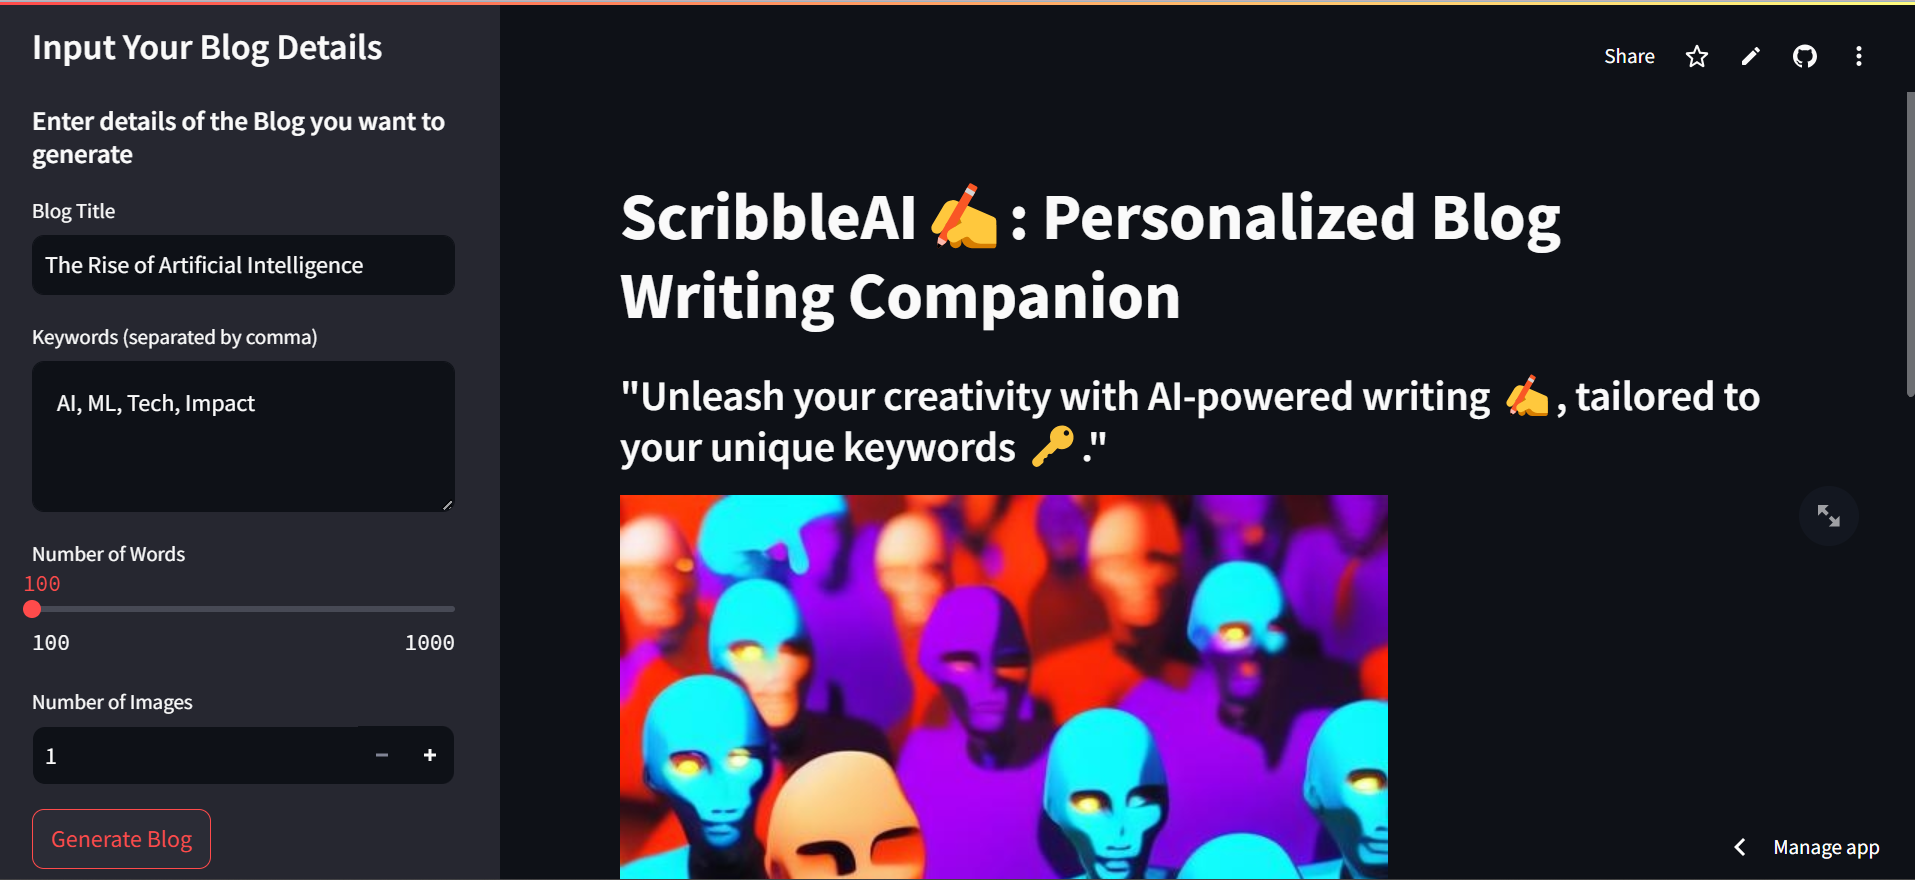 Input Your Blog Details
Enter details of the Blog you want to
generate
Blog Title
The Rise of Artificial Intelligence
Keywords (separated by comma)
AI, ML, Tech, Impact
Number of Words
100
100 1000
Number of Images
1
Generate Blog
Share
ScribbleAI✍️: Personalized Blog
Writing Companion
"Unleash your creativity with AI-powered writing ✍️, tailored to
your unique keywords 🔑."
Manage app